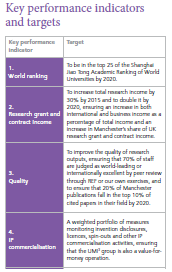 Key performance indicators
and targets
Key performance
indicator
Target
1.
World ranking
To be in the top 25 of the Shanghai
Jiao Tong Academic Ranking of World
Universities by 2020.
2.
Research grant and
contract income
To increase total research income by
30% by 2015 and to double it by
2020, ensuring an increase in both
international and business income as a
percentage of total income and an
increase in Manchester's share of UK
research grant and contract income.
3.
Quality
To improve the quality of research
outputs, ensuring that 70% of staff
are judged as world-leading or
internationally excellent by peer review
through REF or our own exercises, and
to ensure that 20% of Manchester
publications fall in the top 10% of
cited papers in their field by 2020.
4.
IP
commercialisation
A weighted portfolio of measures
monitoring invention disclosures,
licences, spin-outs and other IP
commercialisation activities, ensuring
that the UMIP group is also a value-for-
money operation.